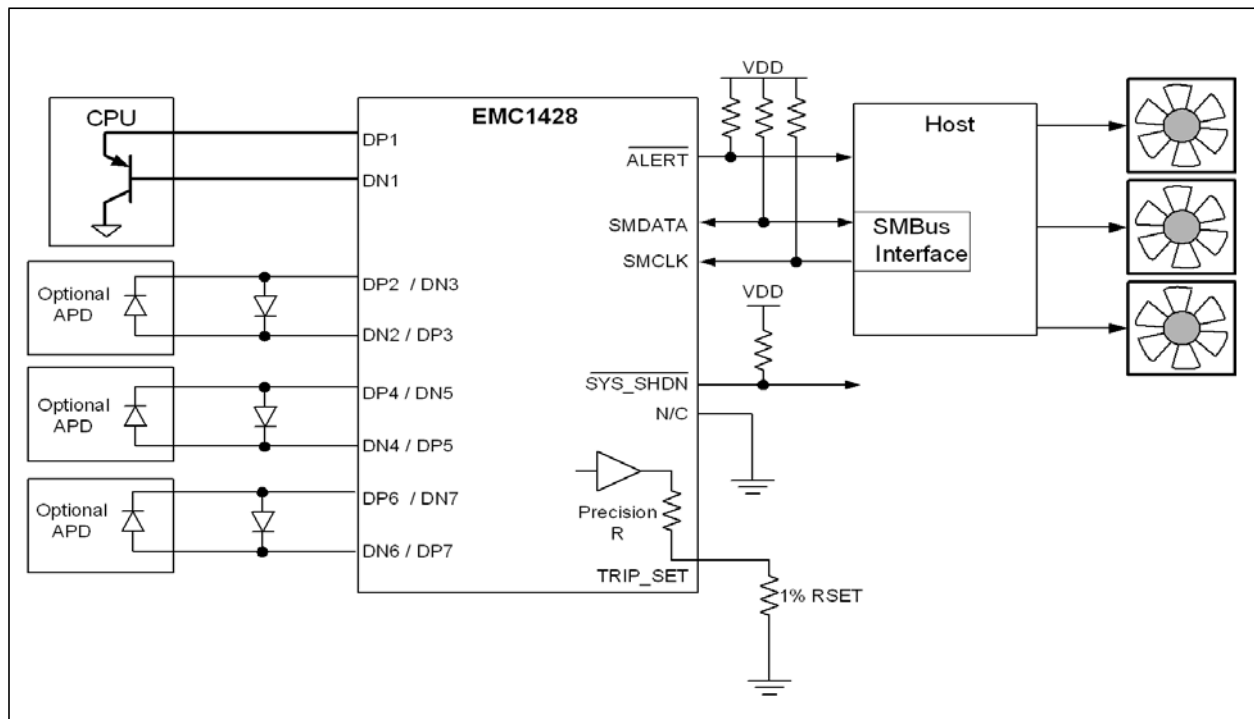 CPU
EMC1428
DP1
DN1
Optional
APD
DP2 / DN3
DN2 / DP3
Optional
APD
DP4 / DN5
DN4 / DP5
Optional
APD
DP6 / DN7
DN6 / DP7
ALERT
SMDATA
SMCLK
SYS_SHDN
N/C
Precision
R
TRIP_SET
1% RSET
VDD
VDD
Host
SMBus
Interface